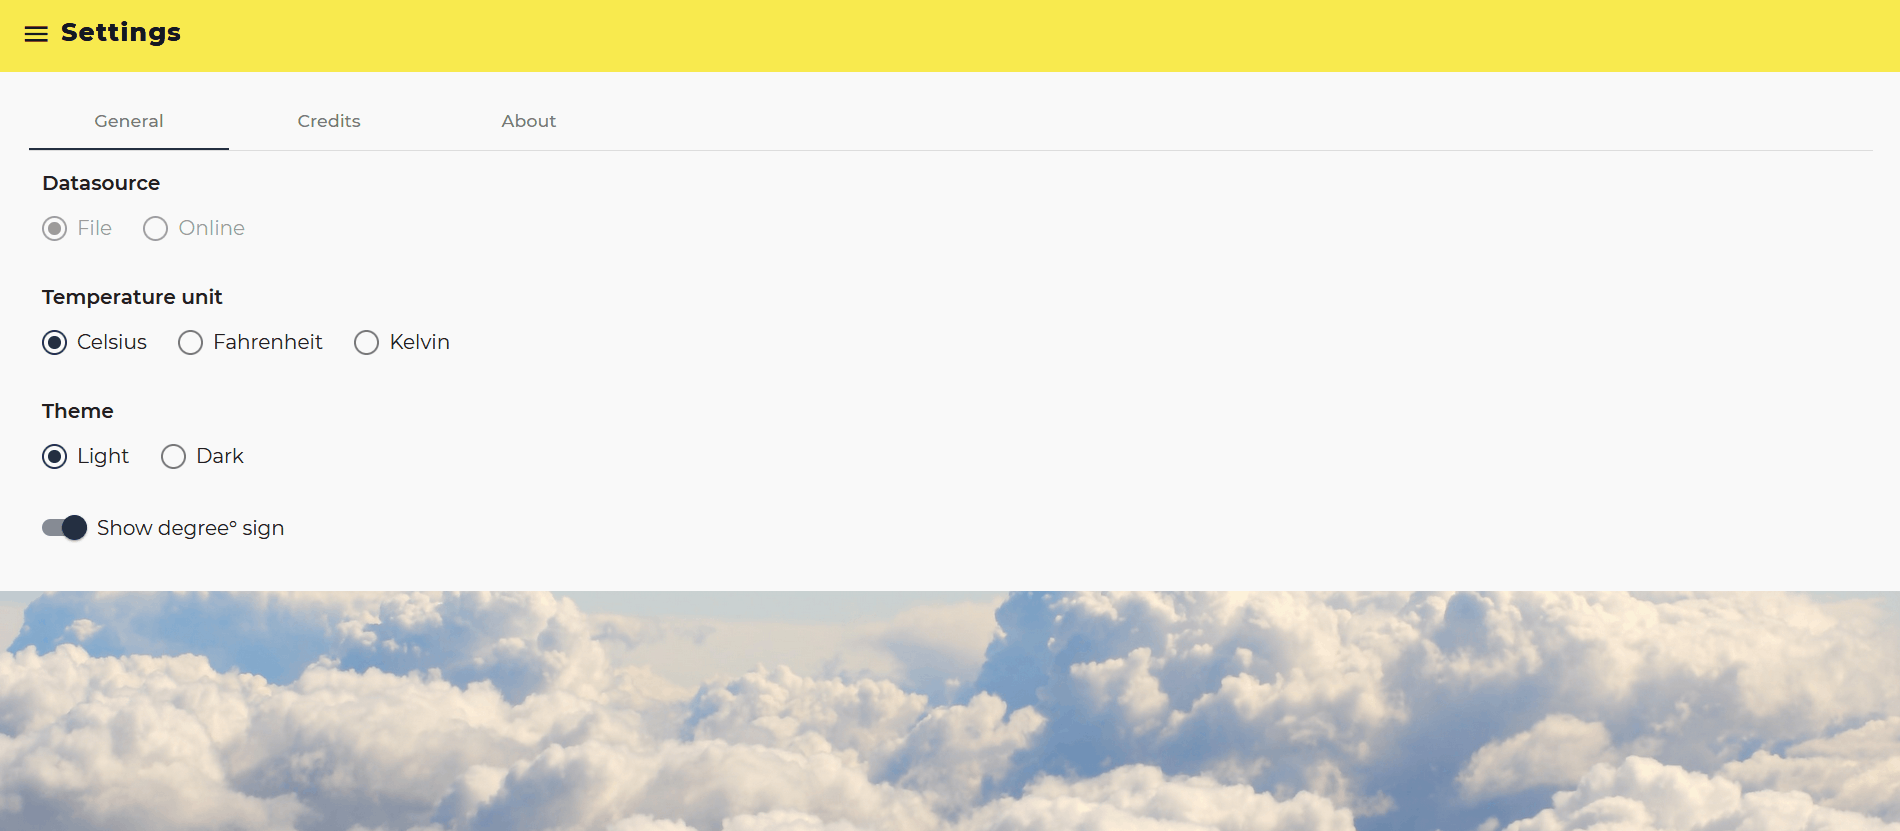 Settings
General Credits About
Datasource
File Online
Temperature unit
Celsius Fahrenheit Kelvin
Theme
Light Dark
Show degree° sign